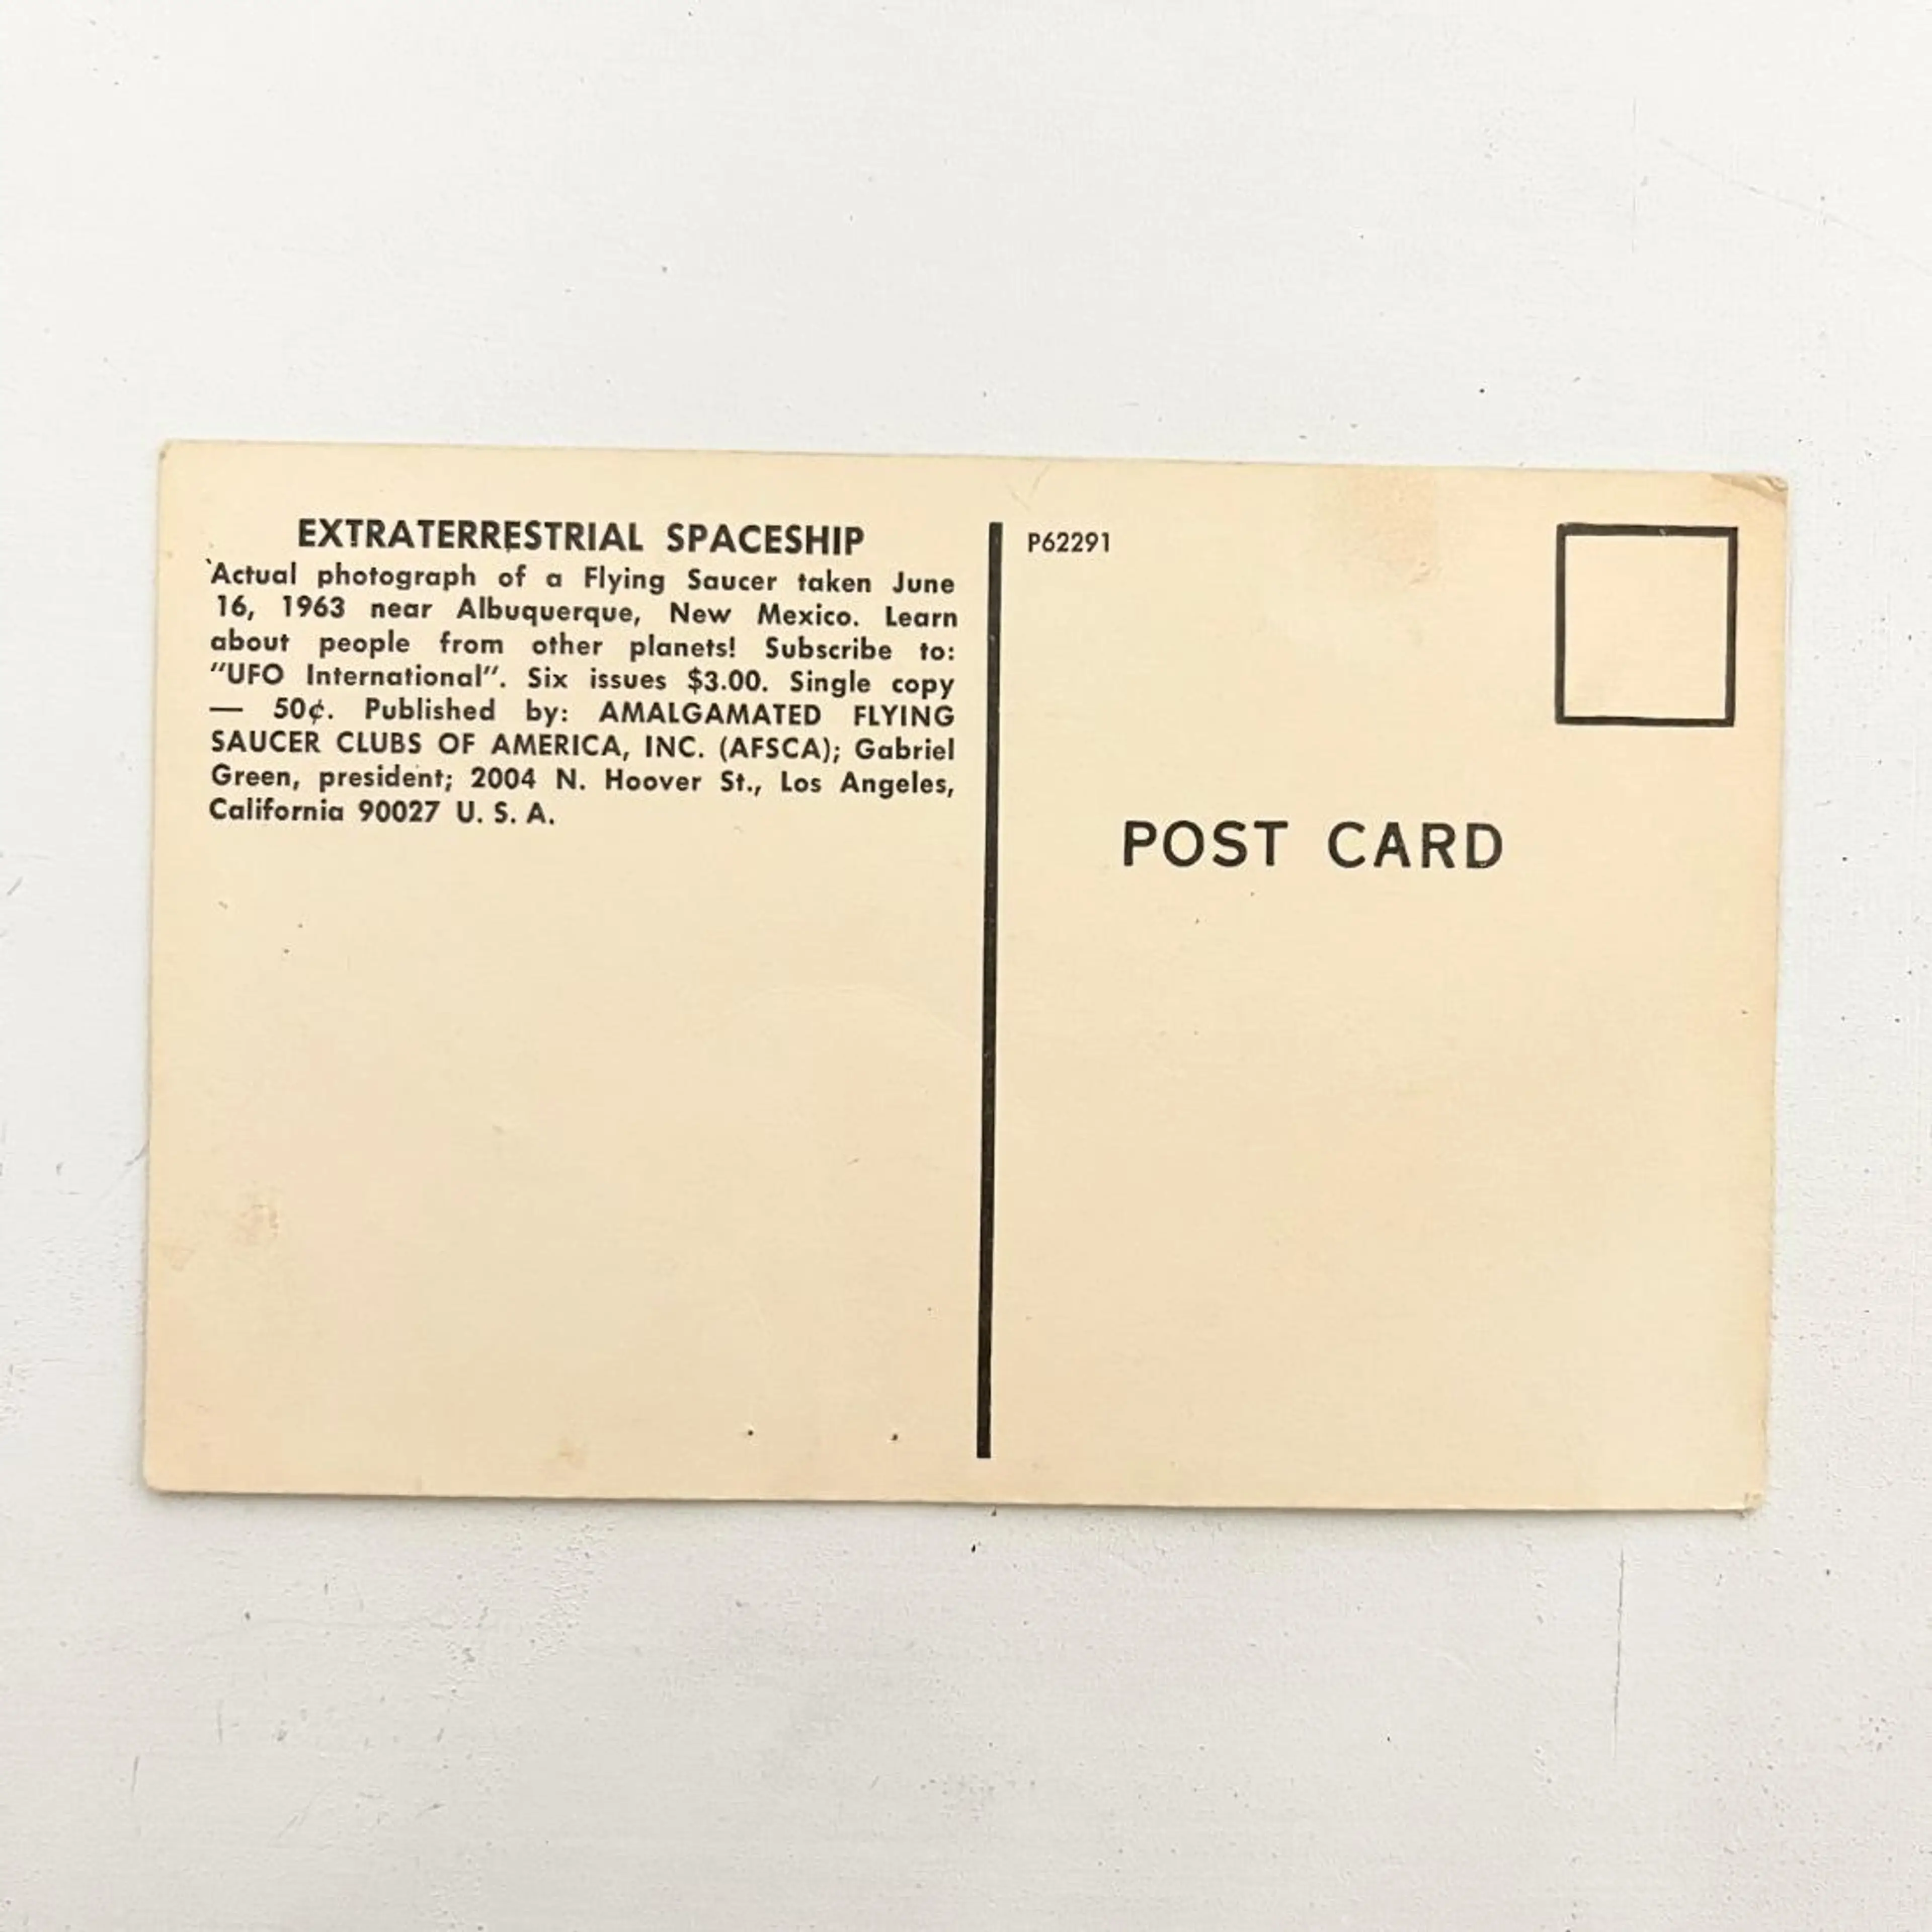 EXTRATERRESTRIAL SPACESHIP
Actual photograph of a Flying Saucer taken June
16, 1963 near Albuquerque, New Mexico. Learn
about people from other planets! Subscribe to:
"UFO International". Six issues $3.00. Single copy
— 50¢. Published by: AMALGAMATED FLYING
SAUCER CLUBS OF AMERICA, INC. (AFSCA); Gabriel
Green, president; 2004 N. Hoover St., Los Angeles,
California 90027 U. S. A.
P62291
POST CARD